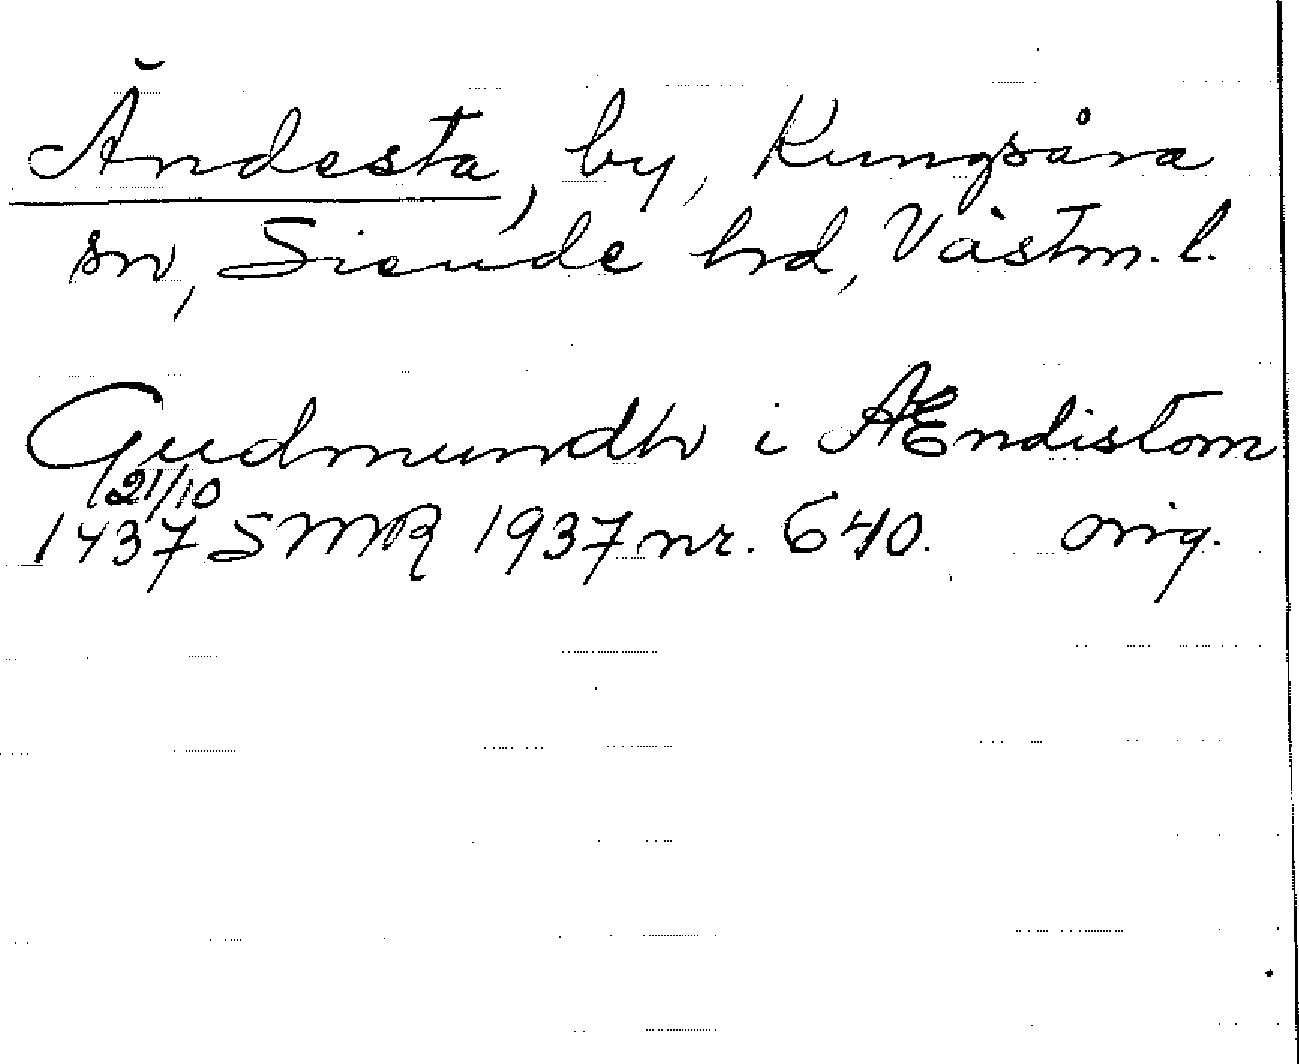 Ändesta, by, Kungsåra
sn, Siende hd, Västm. l.
Gudmundh i Ændistom
21/10
1437 SMR 1937 nr. 640. orig.